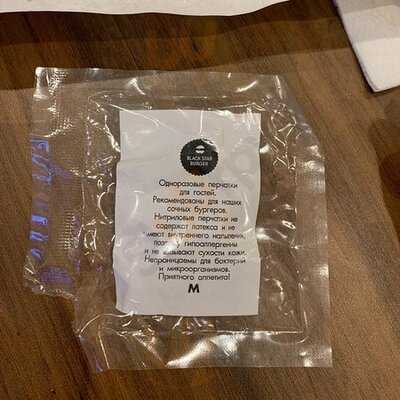 BLACK STAR
BURGER
Одноразовые перчатки
для гостей.
Рекомендованы для наших
сочных бургеров.
Нитриловые перчатки не
содержат латекса и не
имеют внутреннего напыления,
поэтому гипоаллергенны
и не вызывают сухости кожи.
Непроницаемы для бактерий
и микроорганизмов.
Приятного аппетита!
M